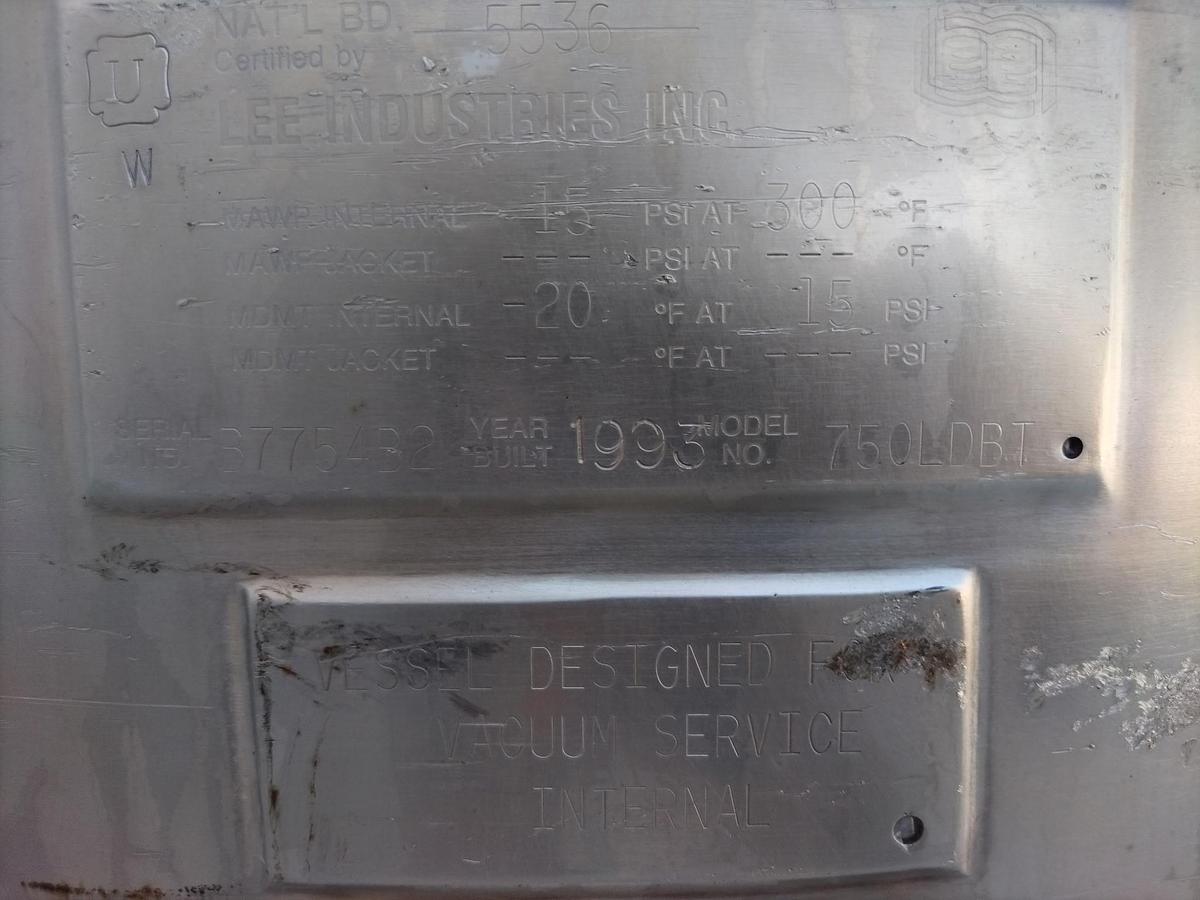 NAT'L BD. 5536
Certified by
U
LEE INDUSTRIES INC
W
MAWP INTERNAL 15 PSI AT 300 °F
MAWP JACKET --- PSI AT --- °F
MDMT INTERNAL -20 °F AT 15 PSI
MDMT JACKET --- °F AT --- PSI
SERIAL NO. B7754B2 YEAR BUILT 1993 MODEL NO. 750LDBT
VESSEL DESIGNED FOR
VACUUM SERVICE
INTERNAL